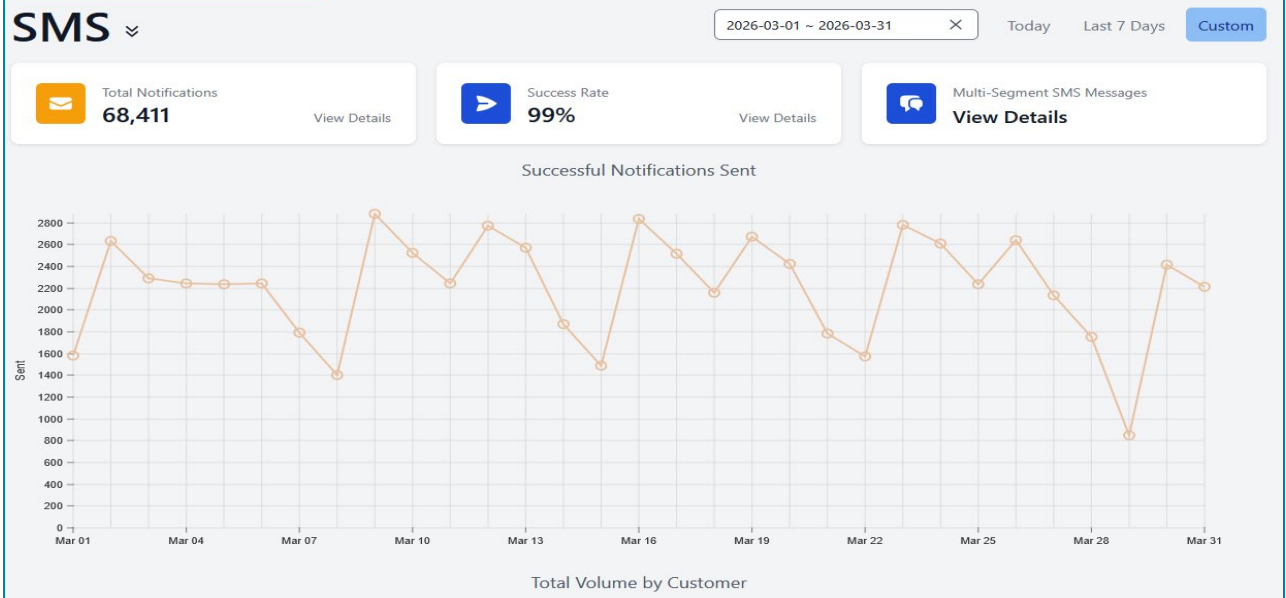 SMS
2026-03-01 ~ 2026-03-31
Today
Last 7 Days
Custom
Total Notifications
68,411
View Details
Success Rate
99%
View Details
Multi-Segment SMS Messages
View Details
Successful Notifications Sent
Sent
2800
2600
2400
2200
2000
1800
1600
1400
1200
1000
800
600
400
200
0
Mar 01 Mar 04 Mar 07 Mar 10 Mar 13 Mar 16 Mar 19 Mar 22 Mar 25 Mar 28 Mar 31
Total Volume by Customer